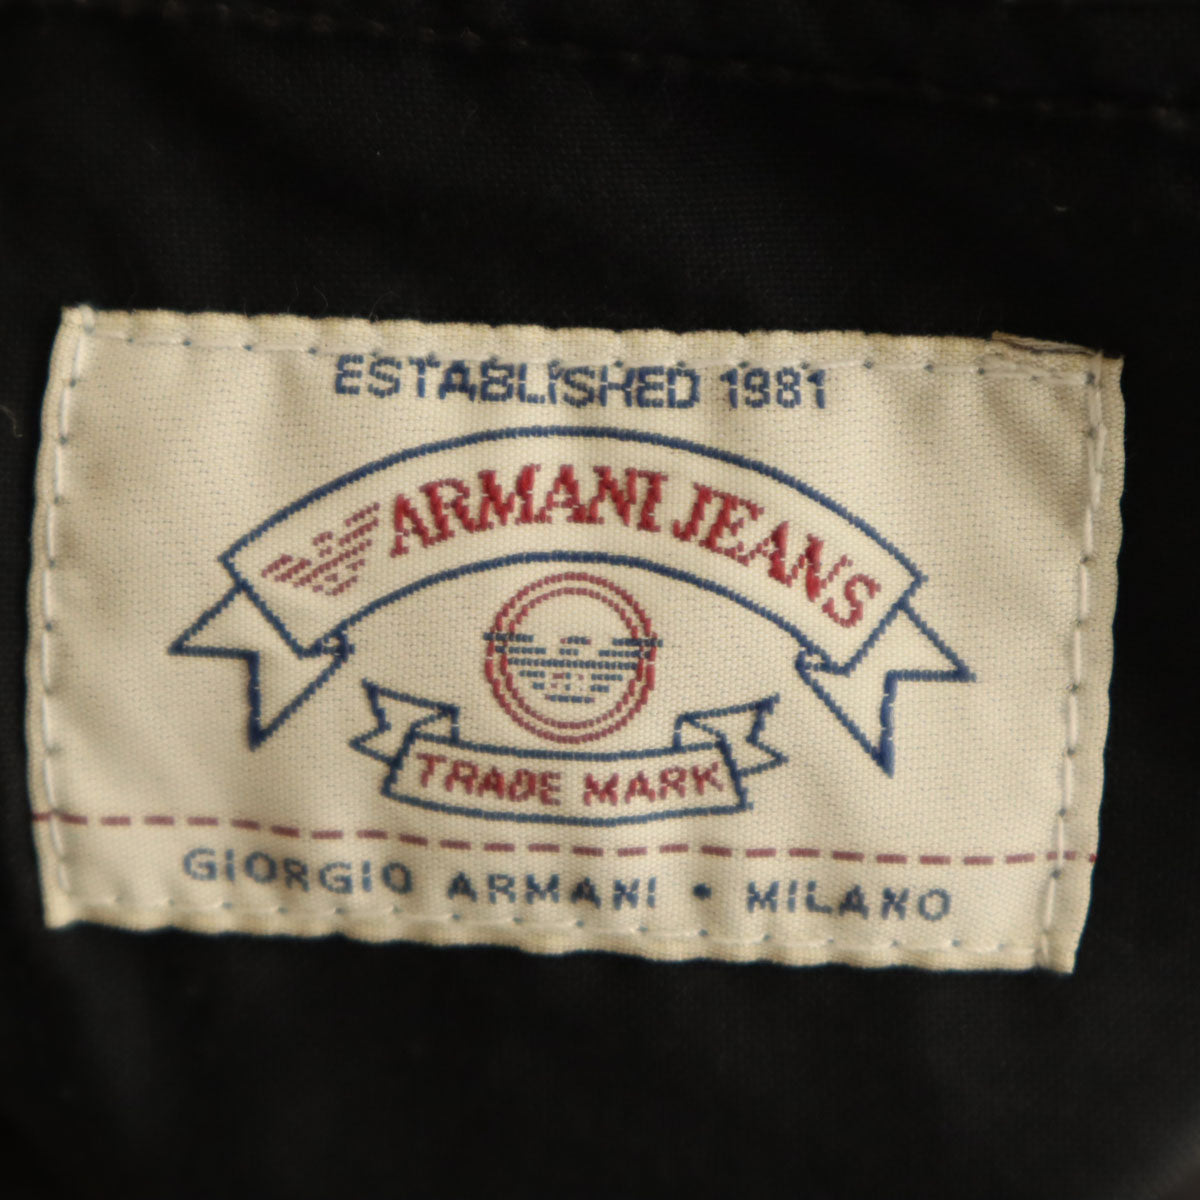 ESTABLISHED 1981
ARMANI JEANS
TRADE MARK
GIORGIO ARMANI • MILANO